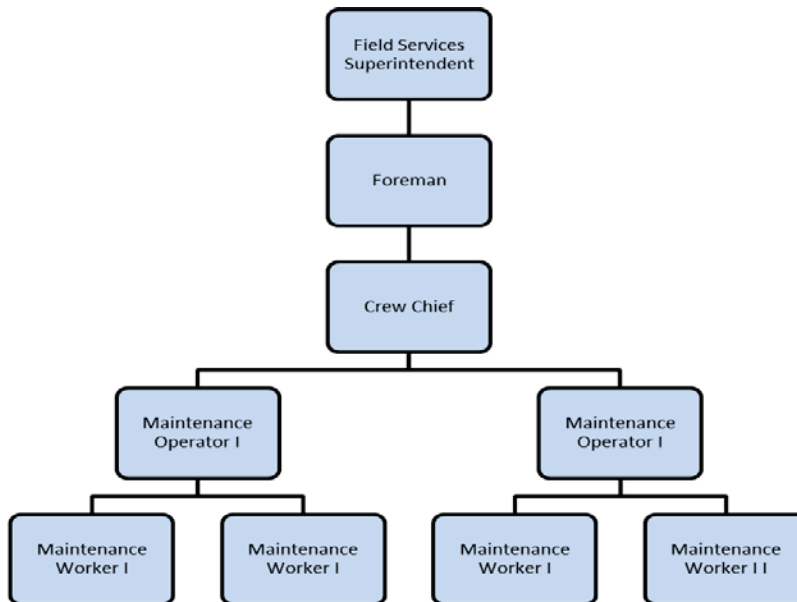 Field Services
Superintendent
Foreman
Crew Chief
Maintenance
Operator I
Maintenance
Operator I
Maintenance
Worker I
Maintenance
Worker I
Maintenance
Worker I
Maintenance
Worker I I